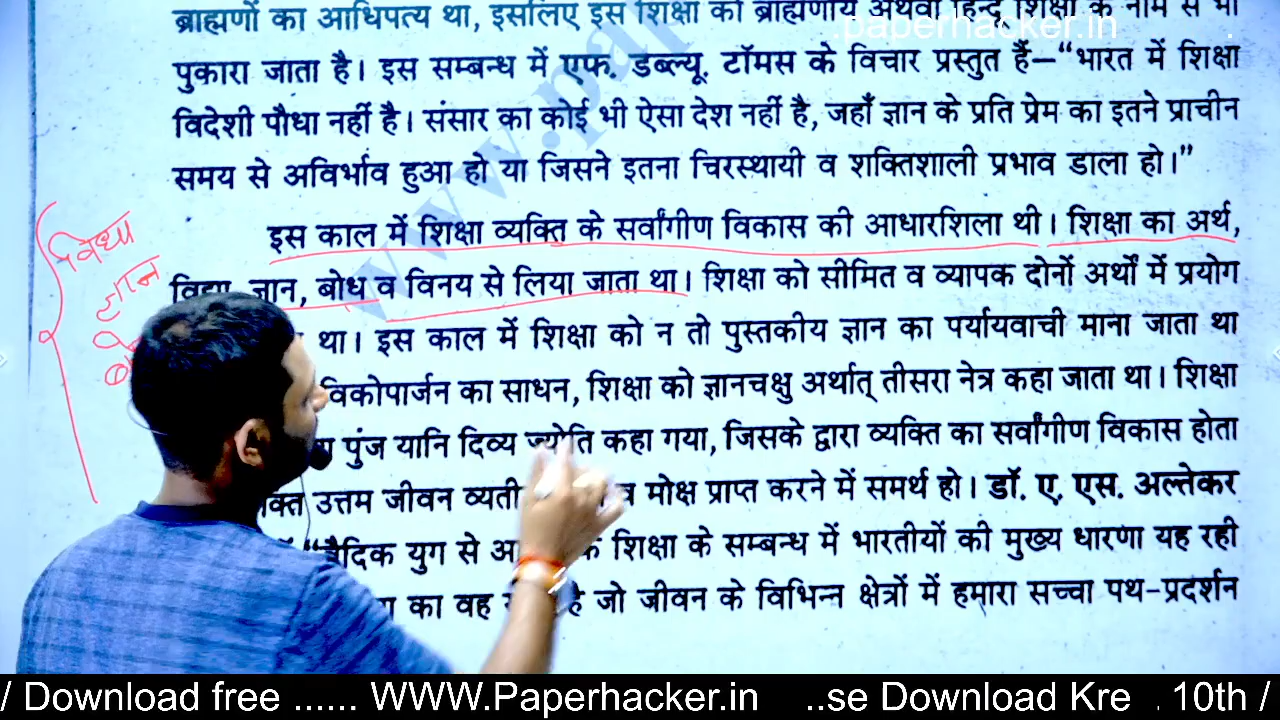 ब्राह्मणों का आधिपत्य था, इसलिए इस शिक्षा को ब्राह्मणीय अथवा हिन्दू शिक्षा के नाम से भी
.paperhacker.in
पुकारा जाता है। इस सम्बन्ध में एफ. डब्ल्यू. टॉमस के विचार प्रस्तुत हैं—“भारत में शिक्षा
विदेशी पौधा नहीं है। संसार का कोई भी ऐसा देश नहीं है, जहाँ ज्ञान के प्रति प्रेम का इतने प्राचीन
समय से अविर्भाव हुआ हो या जिसने इतना चिरस्थायी व शक्तिशाली प्रभाव डाला हो।”
इस काल में शिक्षा व्यक्ति के सर्वांगीण विकास की आधारशिला थी। शिक्षा का अर्थ,
विद्या, ज्ञान, बोध व विनय से लिया जाता था। शिक्षा को सीमित व व्यापक दोनों अर्थों में प्रयोग
था। इस काल में शिक्षा को न तो पुस्तकीय ज्ञान का पर्यायवाची माना जाता था
विकोपार्जन का साधन, शिक्षा को ज्ञानचक्षु अर्थात् तीसरा नेत्र कहा जाता था। शिक्षा
पुंज यानि दिव्य ज्योति कहा गया, जिसके द्वारा व्यक्ति का सर्वांगीण विकास होता
उत्तम जीवन व्यती व मोक्ष प्राप्त करने में समर्थ हो। डॉ. ए. एस. अल्तेकर
“वैदिक युग से शिक्षा के सम्बन्ध में भारतीयों की मुख्य धारणा यह रही
का वह है जो जीवन के विभिन्न क्षेत्रों में हमारा सच्चा पथ-प्रदर्शन
विधा
ज्ञान
/ Download free ...... WWW.Paperhacker.in ..se Download Kre . 10th /